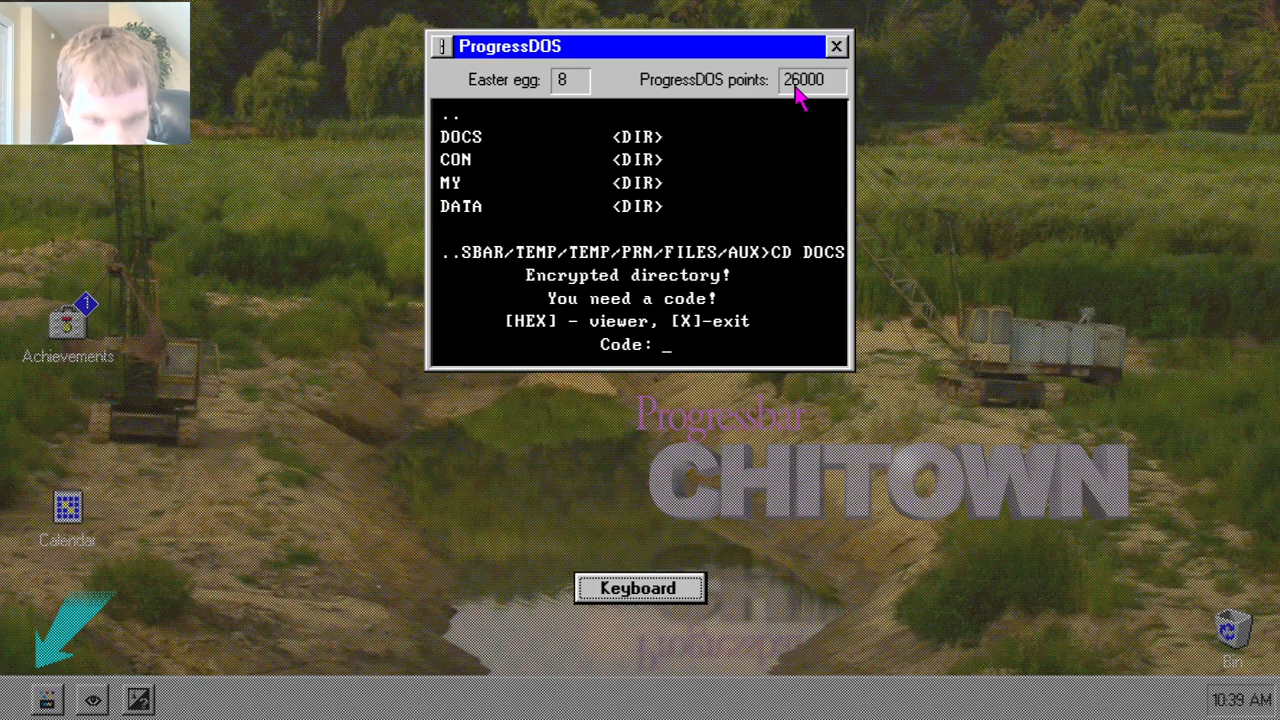 ProgressDOS
Easter egg: 8 ProgressDOS points: 26000
..
DOCS <DIR>
CON <DIR>
MY <DIR>
DATA <DIR>
..SBAR/TEMP/TEMP/PRN/FILES/AUX>CD DOCS
Encrypted directory!
You need a code!
[HEX] - viewer, [X]-exit
Code: _
1
Achievements
Progressbar
CHITOWN
Calendar
Keyboard
Progressbar
Bin
10:39 AM